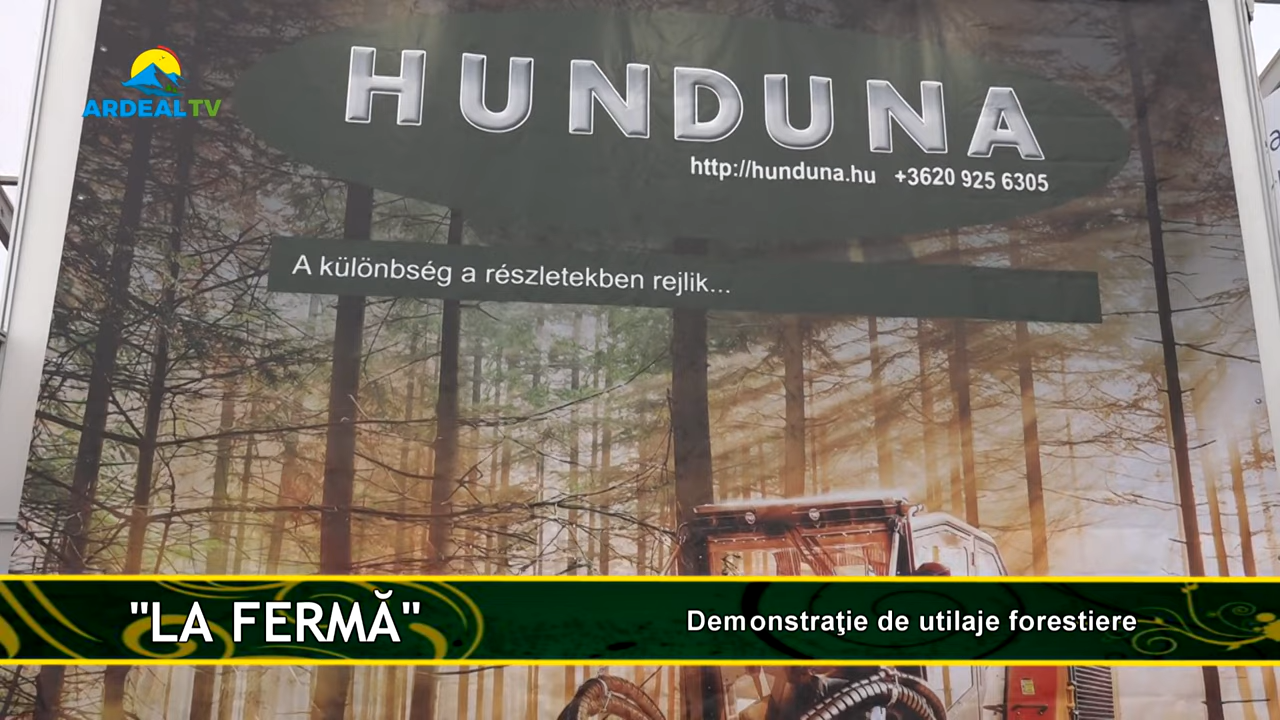 HUNDUNA
ARDEAL TV
http://hunduna.hu +3620 925 6305
A különbség a részletekben rejlik...
"LA FERMĂ"
Demonstraţie de utilaje forestiere